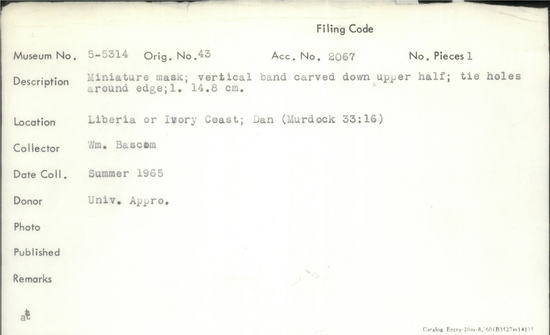 Filing Code
Museum No. 5-5314 Orig. No. 43 Acc. No. 2067 No. Pieces 1
Description Miniature mask; vertical band carved down upper half; tie holes
around edge; l. 14.8 cm.
Location Liberia or Ivory Coast; Dan (Murdock 33:16)
Collector Wm. Bascom
Date Coll. Summer 1965
Donor Univ. Appro.
Photo
Published
Remarks
at